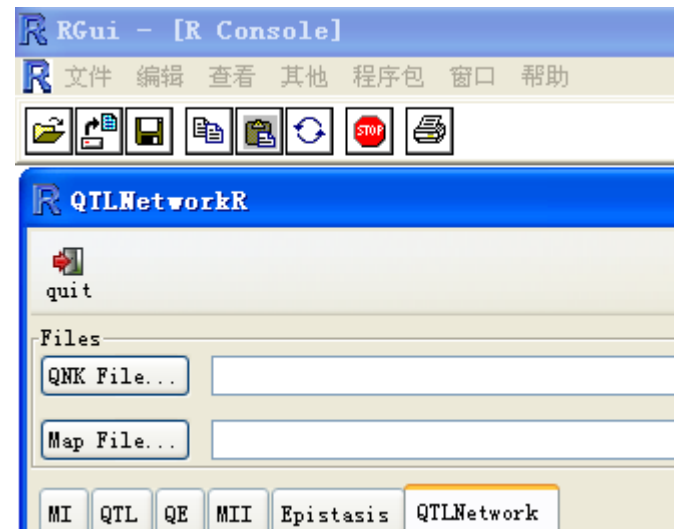 RGui - [R Console]
文件 编辑 查看 其他 程序包 窗口 帮助
STOP
QTLNetworkR
quit
Files
QNK File...
Map File...
MI QTL QE MII Epistasis QTLNetwork